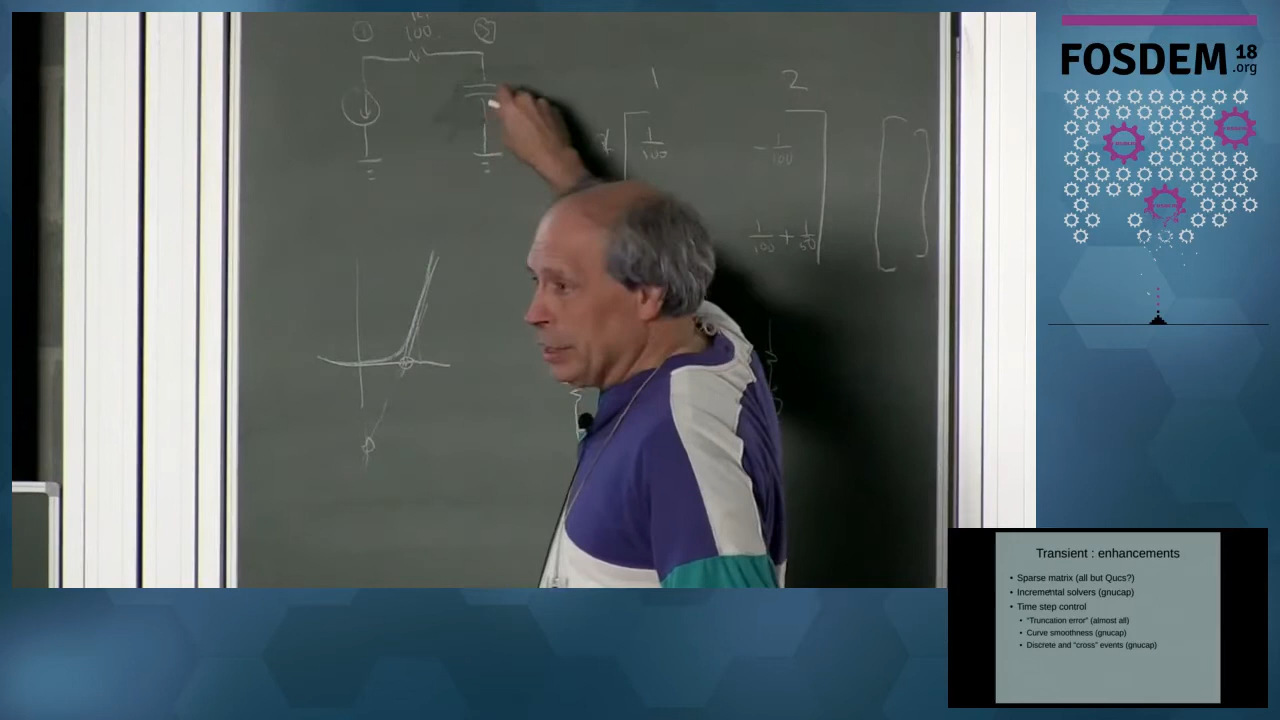 FOSDEM 18
.org
100
1 2
1/100 -1/100
1/100 + 1/50
Transient : enhancements
• Sparse matrix (all but Qucs?)
• Incremental solvers (gnucap)
• Time step control
• "Truncation error" (almost all)
• Curve smoothness (gnucap)
• Discrete and "cross" events (gnucap)